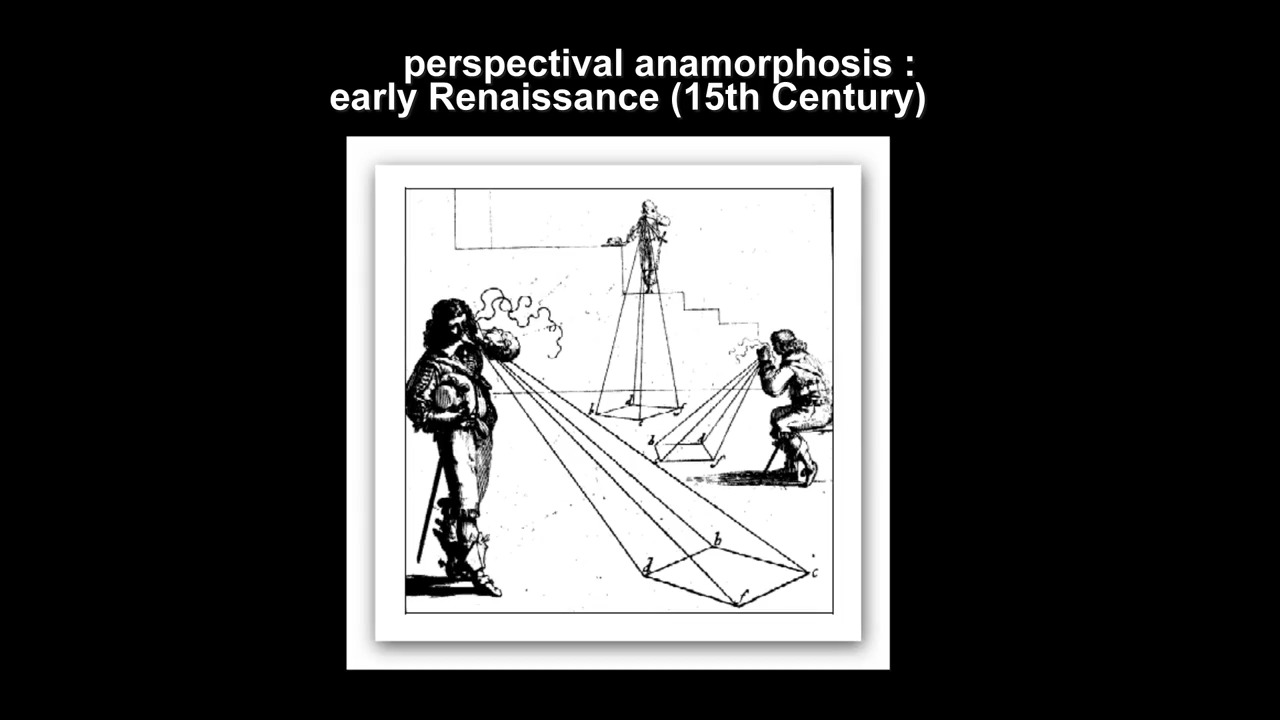 perspectival anamorphosis :
early Renaissance (15th Century)
b
d
f
c
b
d
f
b
d
c
f